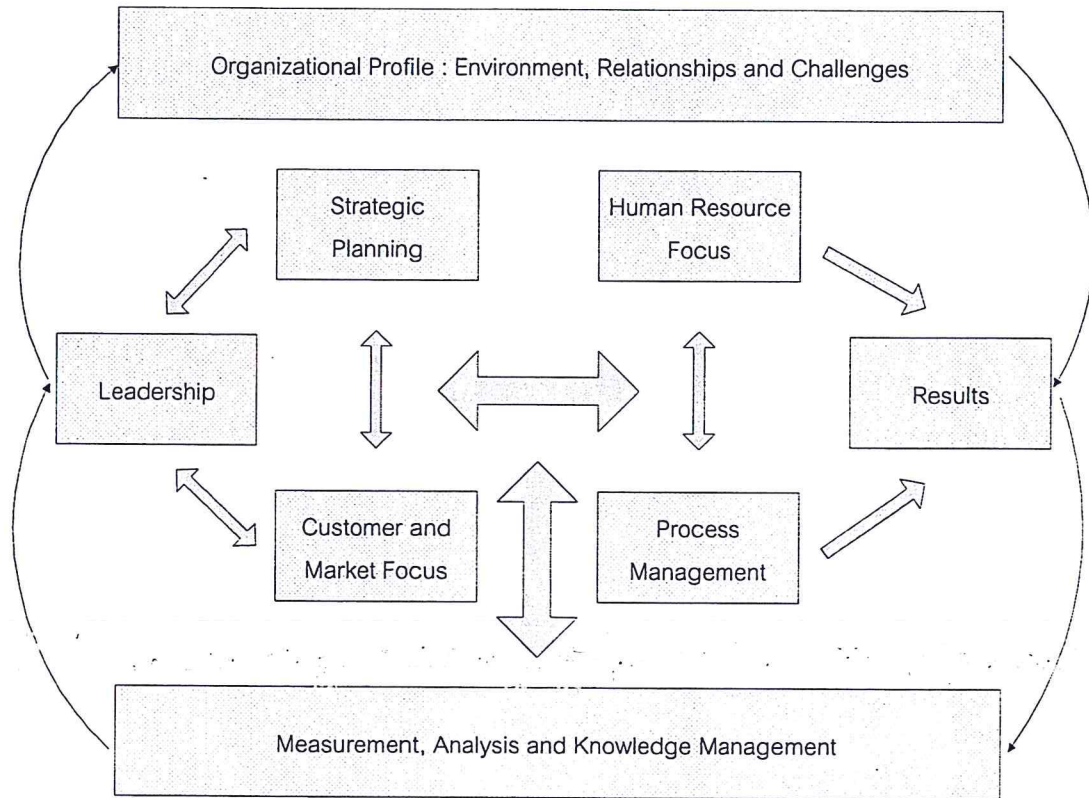 Organizational Profile : Environment, Relationships and Challenges
Strategic
Planning
Human Resource
Focus
Leadership
Results
Customer and
Market Focus
Process
Management
Measurement, Analysis and Knowledge Management